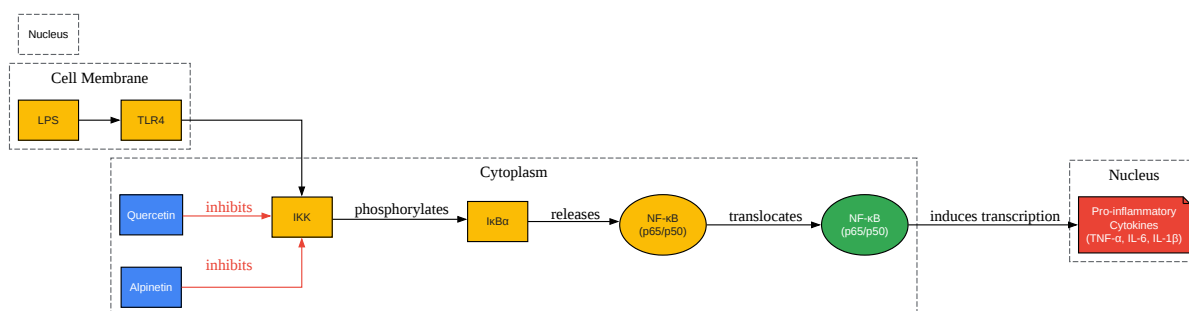 Nucleus
Cell Membrane
LPS
TLR4
Cytoplasm
Quercetin
inhibits
IKK
phosphorylates
IκBα
releases
NF-κB
(p65/p50)
translocates
NF-κB
(p65/p50)
induces transcription
Nucleus
Pro-inflammatory
Cytokines
(TNF-α, IL-6, IL-1β)
Alpinetin
inhibits